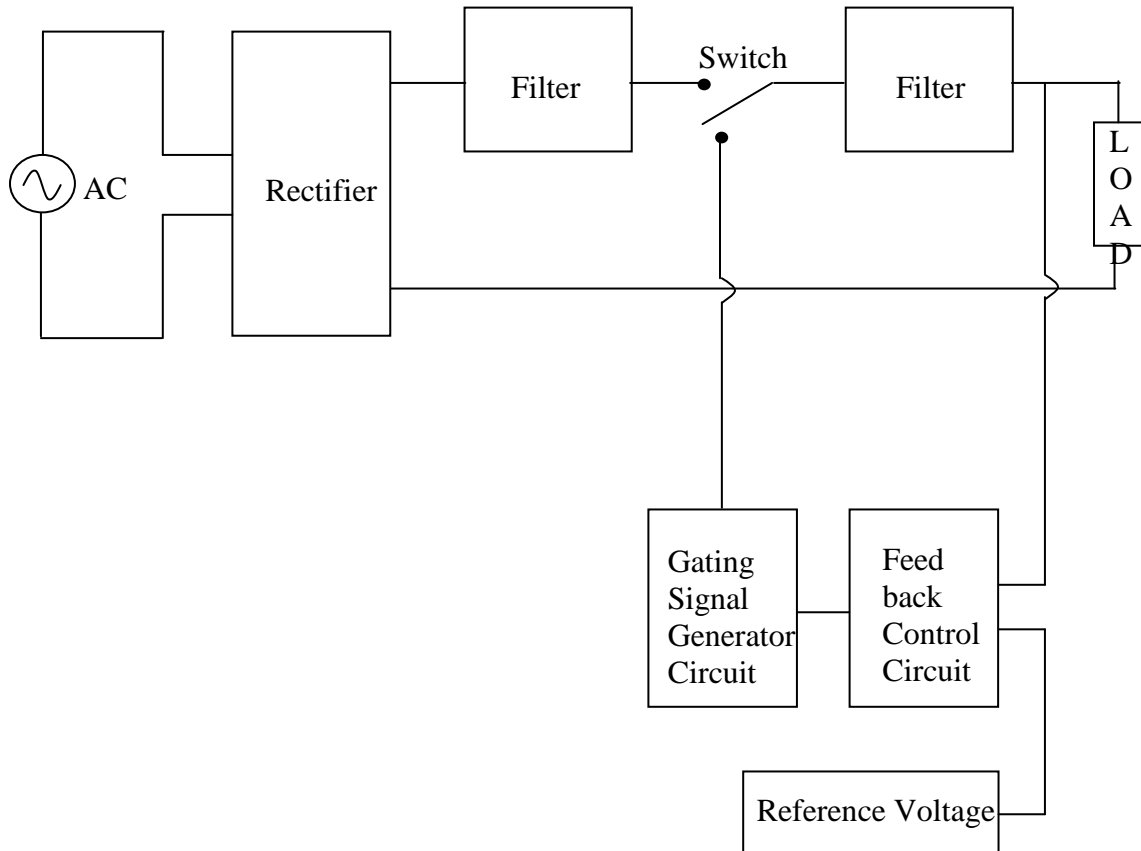 Switch
Filter
Filter
AC
Rectifier
L
O
A
D
Gating
Signal
Generator
Circuit
Feed
back
Control
Circuit
Reference Voltage